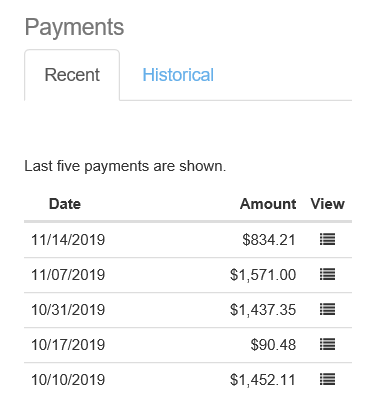 Payments
Recent Historical
Last five payments are shown.
Date Amount View
11/14/2019 $834.21
11/07/2019 $1,571.00
10/31/2019 $1,437.35
10/17/2019 $90.48
10/10/2019 $1,452.11